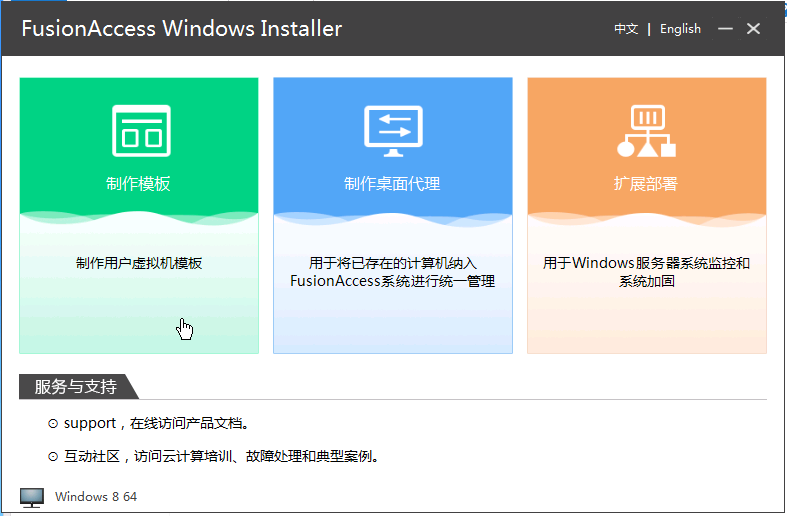 FusionAccess Windows Installer
中文 | English
制作模板
制作用户虚拟机模板
制作桌面代理
用于将已存在的计算机纳入
FusionAccess系统进行统一管理
扩展部署
用于Windows服务器系统监控和
系统加固
服务与支持
support，在线访问产品文档。
互动社区，访问云计算培训、故障处理和典型案例。
Windows 8 64